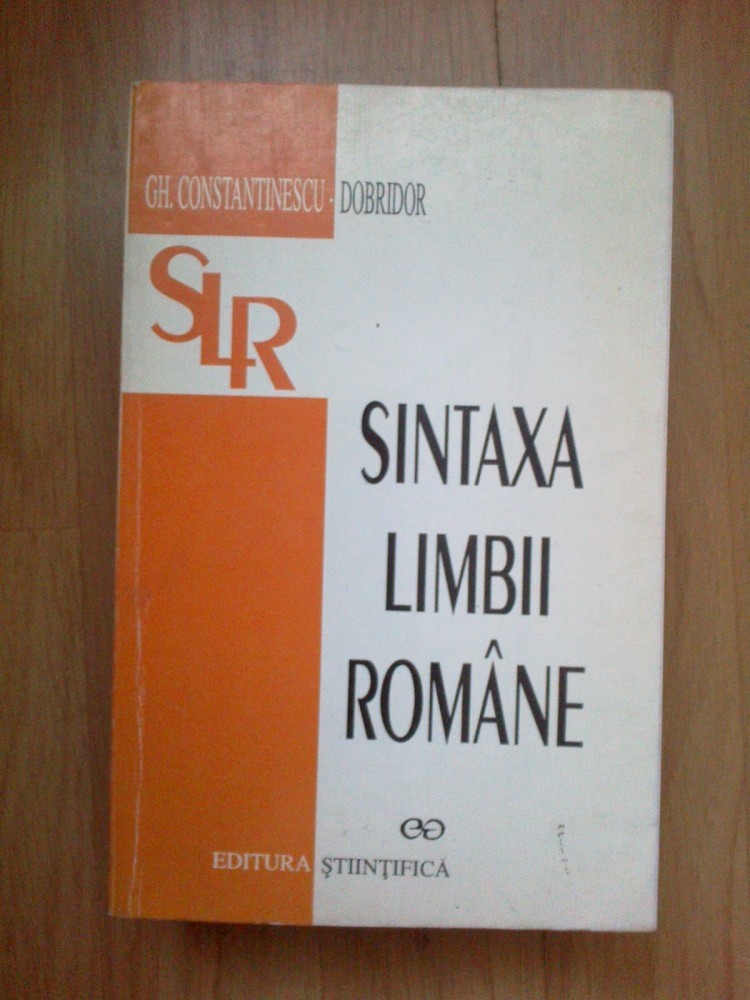 GH. CONSTANTINESCU - DOBRIDOR
SLR
SINTAXA
LIMBII
ROMÂNE
EDITURA ŞTIINŢIFICĂ